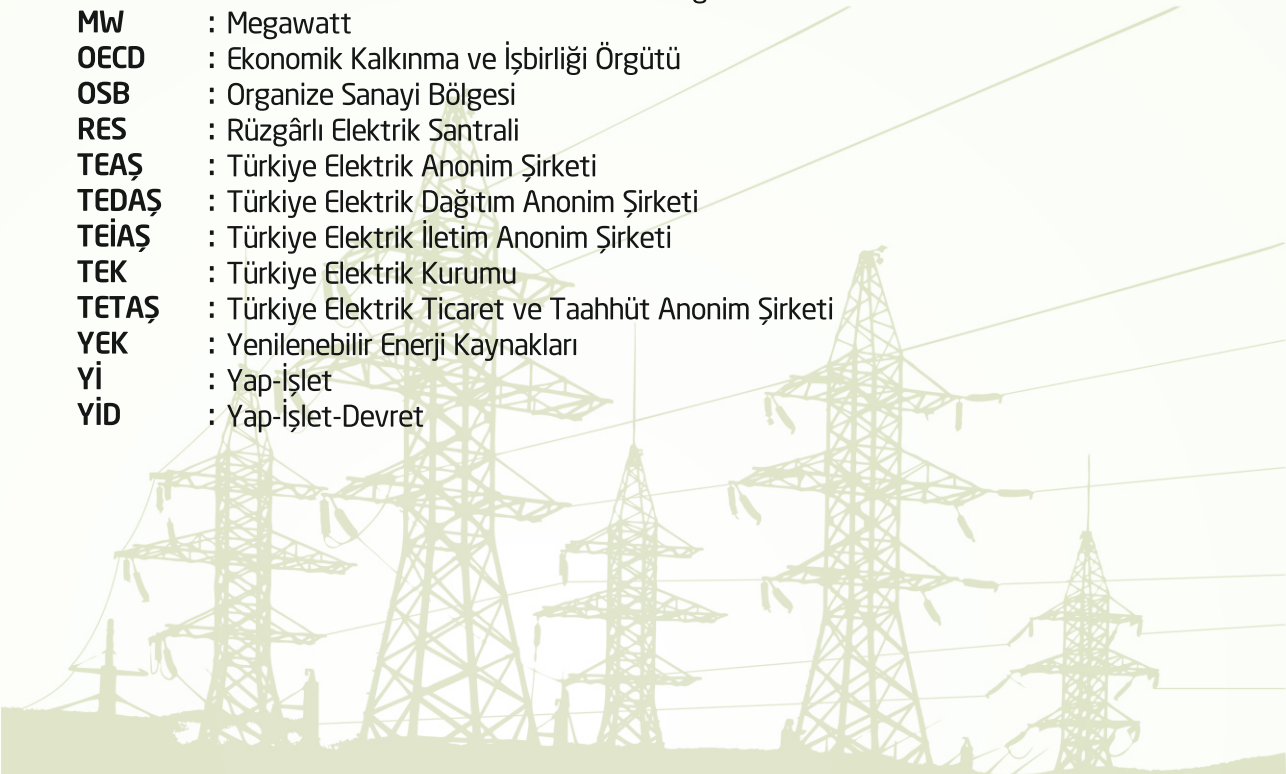 MW : Megawatt
OECD : Ekonomik Kalkınma ve İşbirliği Örgütü
OSB : Organize Sanayi Bölgesi
RES : Rüzgârlı Elektrik Santrali
TEAŞ : Türkiye Elektrik Anonim Şirketi
TEDAŞ : Türkiye Elektrik Dağıtım Anonim Şirketi
TEİAŞ : Türkiye Elektrik İletim Anonim Şirketi
TEK : Türkiye Elektrik Kurumu
TETAŞ : Türkiye Elektrik Ticaret ve Taahhüt Anonim Şirketi
YEK : Yenilenebilir Enerji Kaynakları
Yİ : Yap-İşlet
YİD : Yap-İşlet-Devret